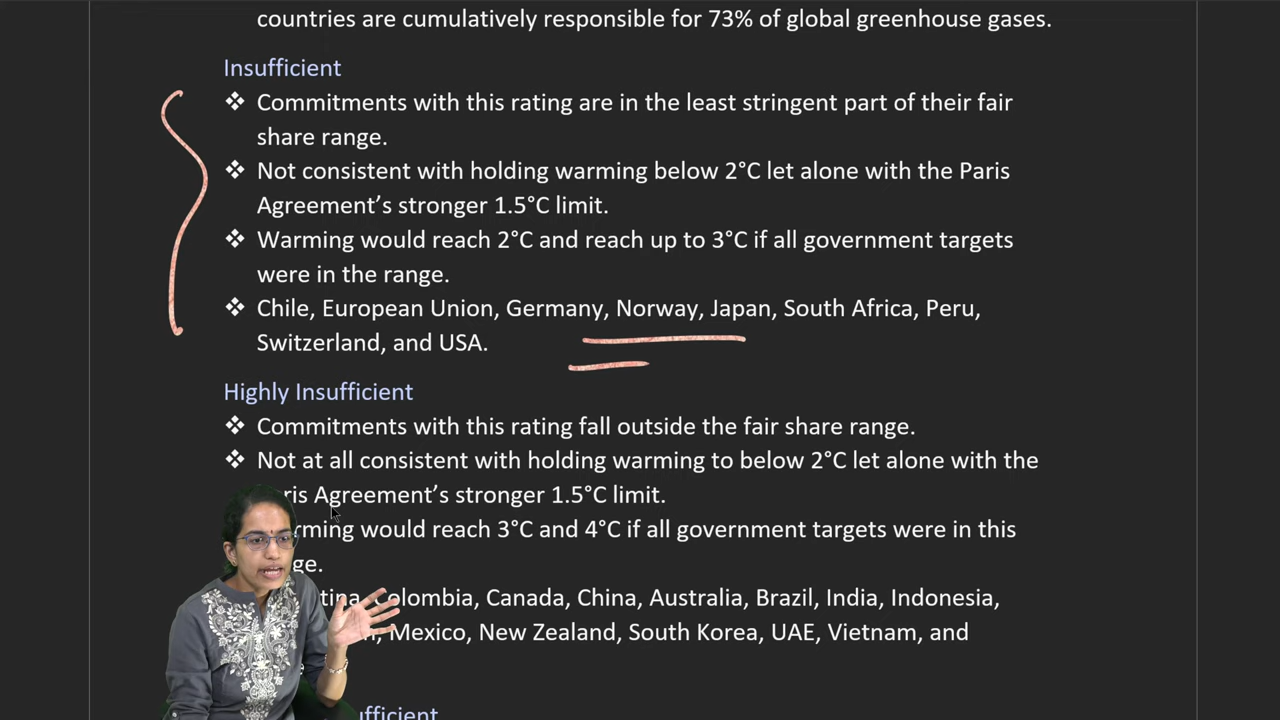 countries are cumulatively responsible for 73% of global greenhouse gases.
Insufficient
❖ Commitments with this rating are in the least stringent part of their fair
share range.
❖ Not consistent with holding warming below 2°C let alone with the Paris
Agreement’s stronger 1.5°C limit.
❖ Warming would reach 2°C and reach up to 3°C if all government targets
were in the range.
❖ Chile, European Union, Germany, Norway, Japan, South Africa, Peru,
Switzerland, and USA.
Highly Insufficient
❖ Commitments with this rating fall outside the fair share range.
❖ Not at all consistent with holding warming to below 2°C let alone with the
Agreement’s stronger 1.5°C limit.
would reach 3°C and 4°C if all government targets were in this
Colombia, Canada, China, Australia, Brazil, India, Indonesia,
Mexico, New Zealand, South Korea, UAE, Vietnam, and